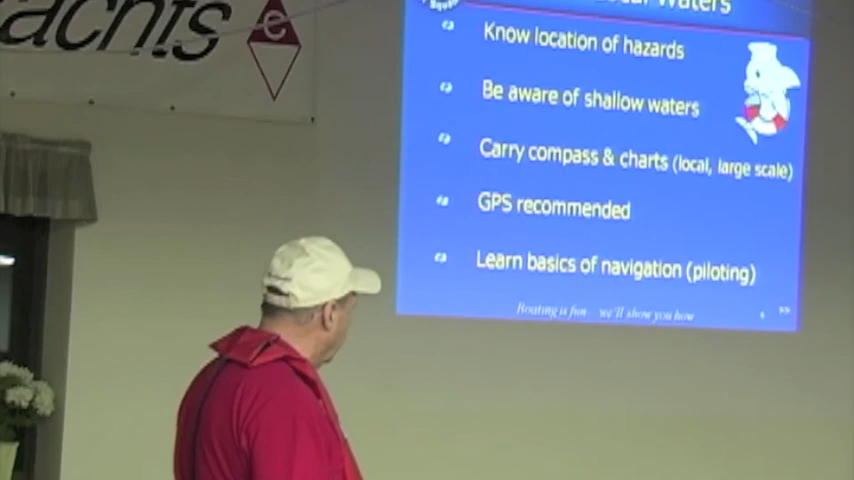 achts
e
Waters
Know location of hazards
Be aware of shallow waters
Carry compass & charts (local, large scale)
GPS recommended
Learn basics of navigation (piloting)
Boating is fun we'll show you how